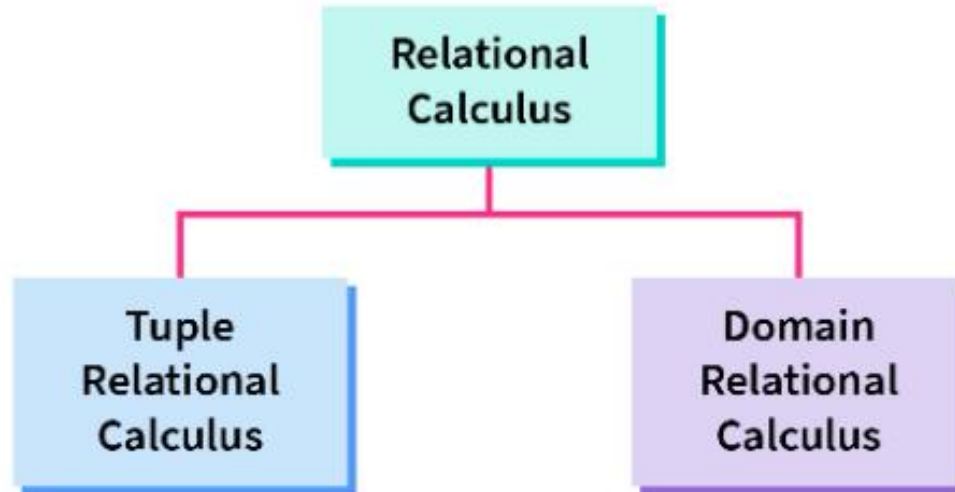 Relational
Calculus
Tuple
Relational
Calculus
Domain
Relational
Calculus